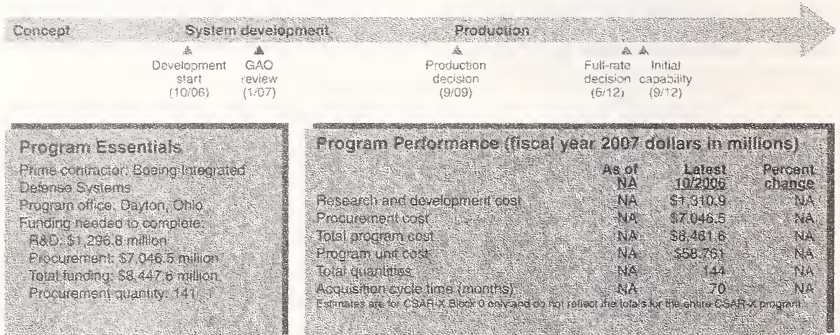 Concept System development Production
Development start (10/06)
GAO review (1/07)
Production decision (9/09)
Full-rate decision (6/12)
Initial capability (9/12)
Program Essentials
Prime contractor: Boeing Integrated
Defense Systems
Program office: Dayton, Ohio
Funding needed to complete:
R&D: $1,296.8 million
Procurement: $7,046.5 million
Total funding: $8,447.6 million
Procurement quantity: 141
Program Performance (fiscal year 2007 dollars in millions)
As of NA Latest 10/2006 Percent change
Research and development cost NA $1,310.9 NA
Procurement cost NA $7,046.5 NA
Total program cost NA $8,461.6 NA
Program unit cost NA $58.761 NA
Total quantities NA 144 NA
Acquisition cycle time (months) NA 70 NA
Estimates are for CSAR-X Block 0 only and do not reflect the totals for the entire CSAR-X program